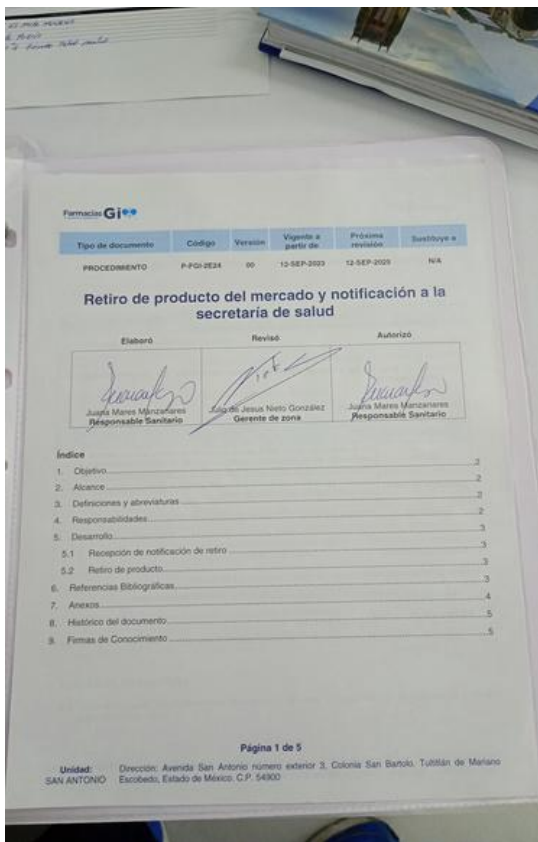 Farmacias Gi
Tipo de documento Código Versión Vigente a partir de Próxima revisión Sustituye a
PROCEDIMIENTO P-FGI-2E24 00 12-SEP-2023 12-SEP-2025 N/A
Retiro de producto del mercado y notificación a la
secretaría de salud
Elaboró Revisó Autorizó
Juana Mares Manzanares Julio de Jesus Nieto González Juana Mares Manzanares
Responsable Sanitario Gerente de zona Responsable Sanitario
Índice
1. Objetivo 2
2. Alcance 2
3. Definiciones y abreviaturas 2
4. Responsabilidades 2
5. Desarrollo 3
5.1 Recepción de notificación de retiro 3
5.2 Retiro de producto 3
6. Referencias Bibliográficas 3
7. Anexos 4
8. Histórico del documento 5
9. Firmas de Conocimiento 5
Página 1 de 5
Unidad: Dirección: Avenida San Antonio número exterior 3, Colonia San Bartolo, Tultitlán de Mariano
SAN ANTONIO Escobedo, Estado de México. C.P. 54900